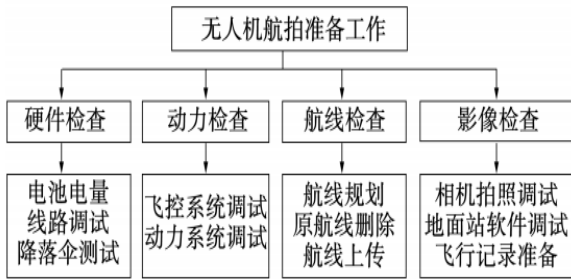 无人机航拍准备工作
硬件检查
动力检查
航线检查
影像检查
电池电量
线路调试
降落伞测试
飞控系统调试
动力系统调试
航线规划
原航线删除
航线上传
相机拍照调试
地面站软件调试
飞行记录准备